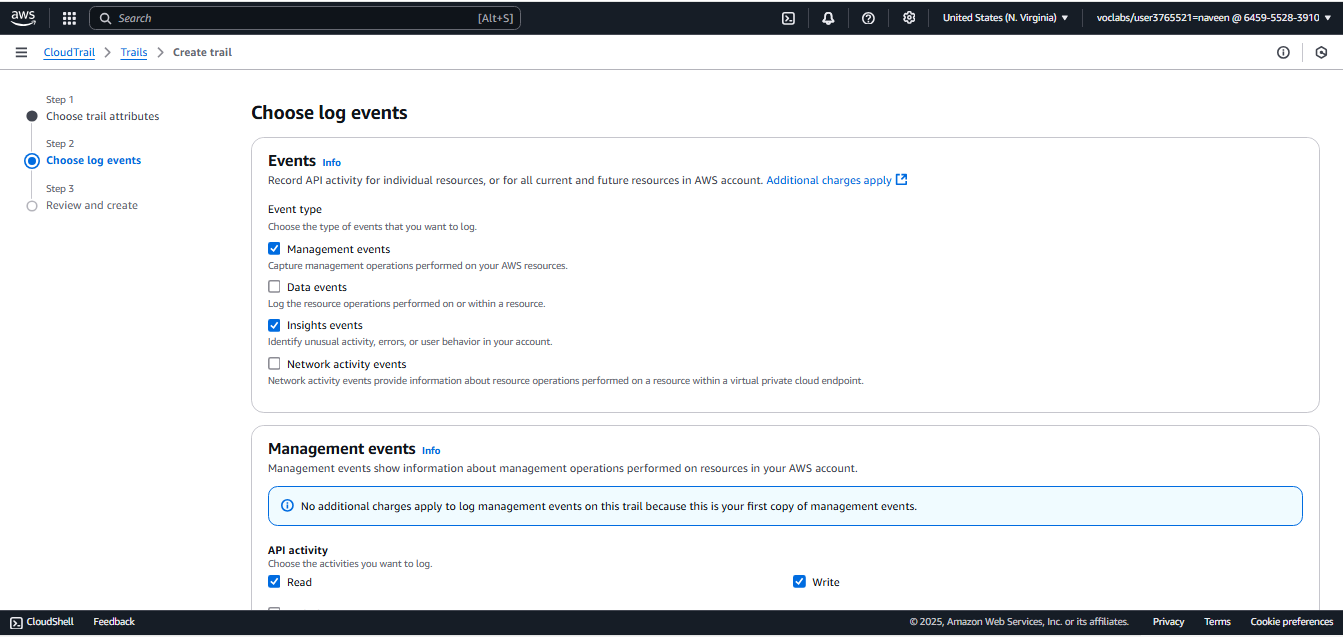 aws
Search
[Alt+S]
United States (N. Virginia)
voclabs/user3765521=naveen @ 6459-5528-3910
CloudTrail
Trails
Create trail
Step 1
Choose trail attributes
Step 2
Choose log events
Step 3
Review and create
Choose log events
Events Info
Record API activity for individual resources, or for all current and future resources in AWS account. Additional charges apply
Event type
Choose the type of events that you want to log.
Management events
Capture management operations performed on your AWS resources.
Data events
Log the resource operations performed on or within a resource.
Insights events
Identify unusual activity, errors, or user behavior in your account.
Network activity events
Network activity events provide information about resource operations performed on a resource within a virtual private cloud endpoint.
Management events Info
Management events show information about management operations performed on resources in your AWS account.
No additional charges apply to log management events on this trail because this is your first copy of management events.
API activity
Choose the activities you want to log.
Read
Write
CloudShell
Feedback
© 2025, Amazon Web Services, Inc. or its affiliates.
Privacy
Terms
Cookie preferences